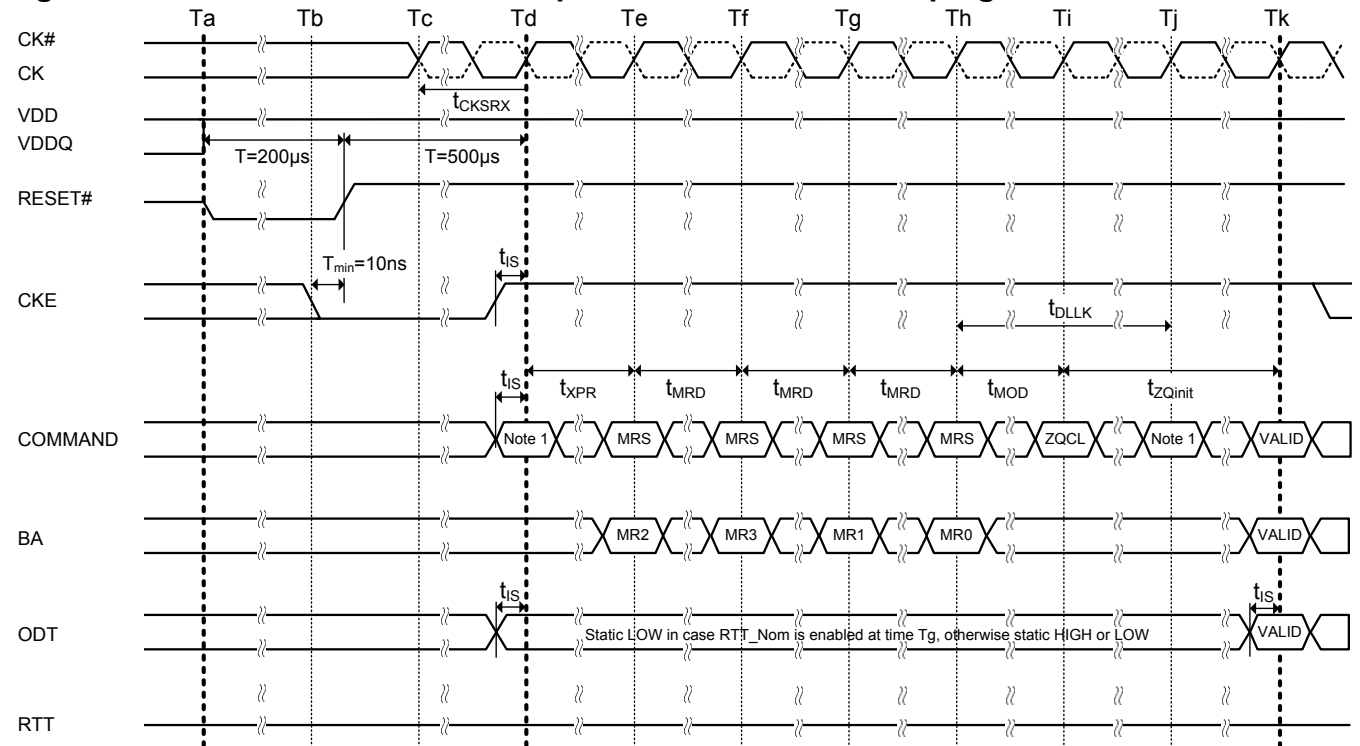 Ta Tb Tc Td Te Tf Tg Th Ti Tj Tk
CK#
CK
tCKSRX
VDD
VDDQ
T=200µs T=500µs
RESET#
Tmin=10ns tIS
CKE
tDLLK
tIS tXPR tMRD tMRD tMRD tMOD tZQinit
COMMAND Note 1 MRS MRS MRS MRS ZQCL Note 1 VALID
BA MR2 MR3 MR1 MR0 VALID
tIS tIS
ODT Static LOW in case RTT_Nom is enabled at time Tg, otherwise static HIGH or LOW VALID
RTT